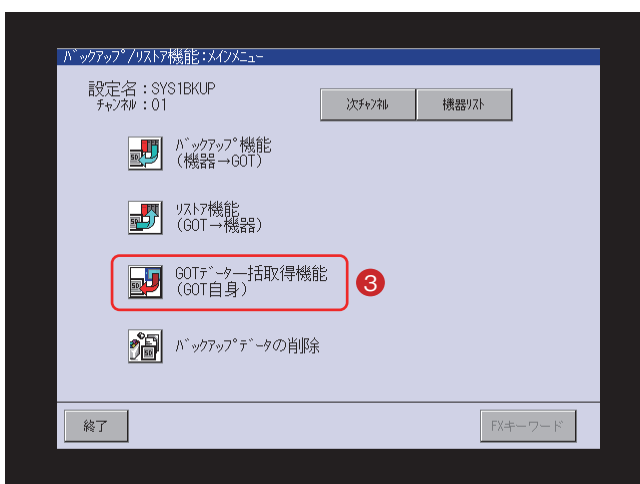 ﾊﾞｯｸｱｯﾌﾟ/ﾘｽﾄｱ機能:ﾒｲﾝﾒﾆｭｰ
設定名:SYS1BKUP
ﾁｬﾝﾈﾙ:01
次ﾁｬﾝﾈﾙ
機器ﾘｽﾄ
ﾊﾞｯｸｱｯﾌﾟ機能
(機器→GOT)
ﾘｽﾄｱ機能
(GOT→機器)
GOTﾃﾞｰﾀ一括取得機能
(GOT自身)
3
ﾊﾞｯｸｱｯﾌﾟﾃﾞｰﾀの削除
終了
FXキーワード